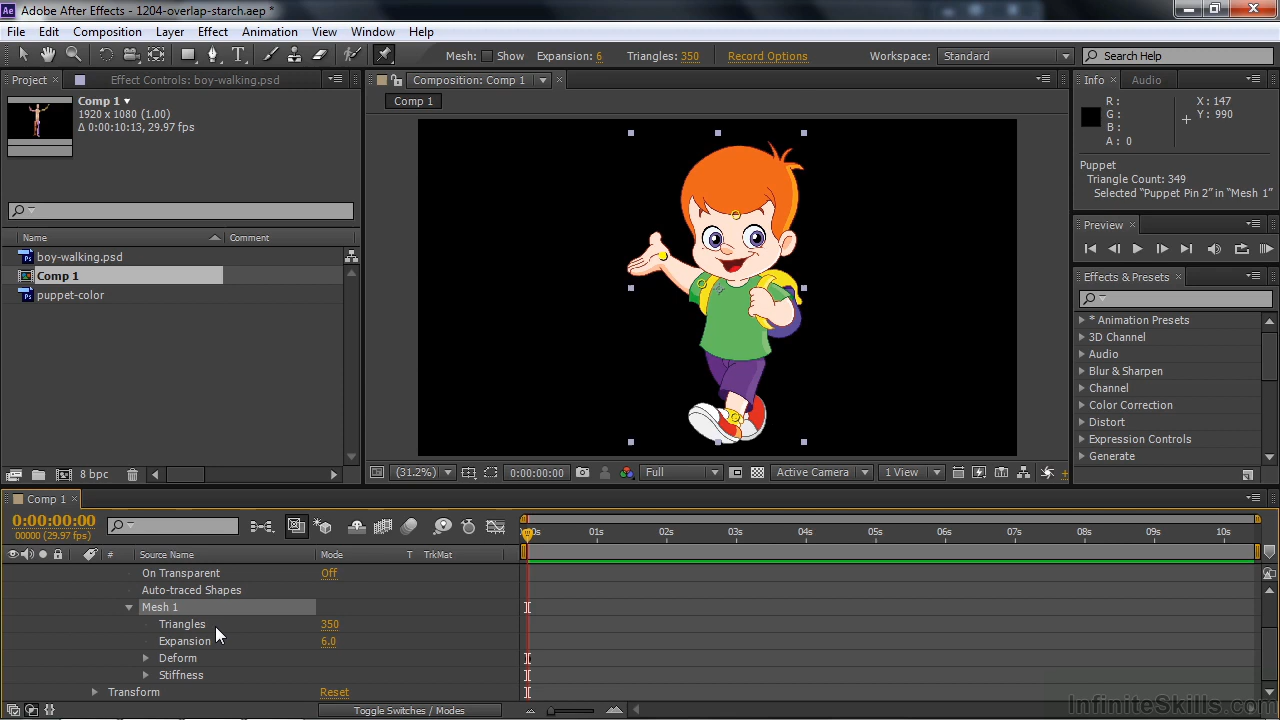 Ae Adobe After Effects - 1204-overlap-starch.aep *
File Edit Composition Layer Effect Animation View Window Help
Mesh: Show Expansion: 6 Triangles: 350 Record Options Workspace: Standard Search Help
Project × Effect Controls: boy-walking.psd Composition: Comp 1 × Info × Audio
Comp 1
Comp 1
1920 x 1080 (1.00)
Δ 0:00:10:13, 29.97 fps
R :
G :
B :
A : 0
X : 147
Y : 990
Puppet
Triangle Count: 349
Selected "Puppet Pin 2" in "Mesh 1"
Preview ×
Name Comment
boy-walking.psd
Comp 1
puppet-color
Effects & Presets ×
* Animation Presets
3D Channel
Audio
Blur & Sharpen
Channel
Color Correction
Distort
Expression Controls
Generate
8 bpc (31.2%) 0:00:00:00 Full Active Camera 1 View
Comp 1 ×
0:00:00:00
00000 (29.97 fps)
:00s 01s 02s 03s 04s 05s 06s 07s 08s 09s 10s
# Source Name Mode T TrkMat
On Transparent Off
Auto-traced Shapes
Mesh 1
Triangles 350
Expansion 6.0
Deform
Stiffness
Transform Reset
Toggle Switches / Modes
InfiniteSkills.com